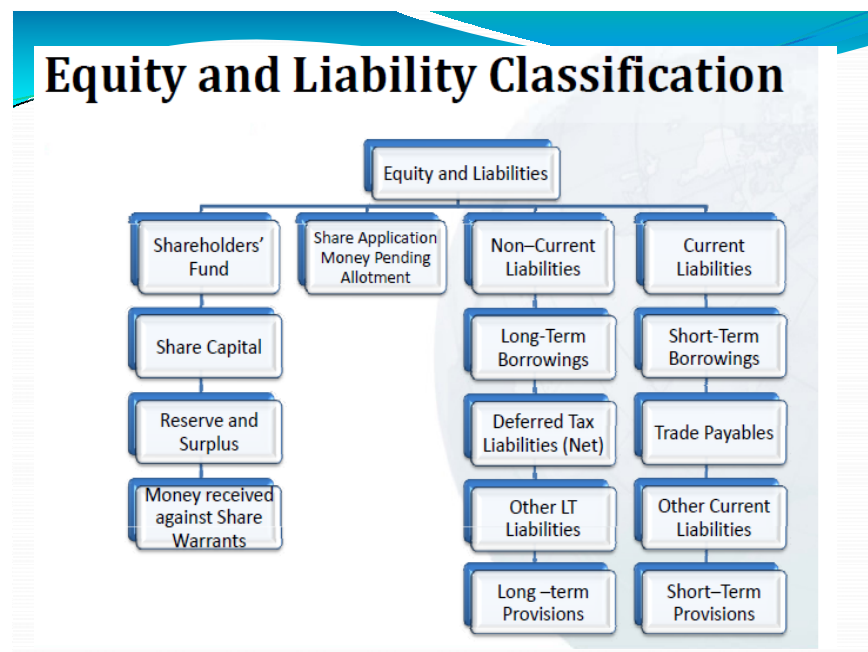 Equity and Liability Classification
Equity and Liabilities
Shareholders’
Fund
Share Application
Money Pending
Allotment
Non–Current
Liabilities
Current
Liabilities
Share Capital
Long-Term
Borrowings
Short-Term
Borrowings
Reserve and
Surplus
Deferred Tax
Liabilities (Net)
Trade Payables
Money received
against Share
Warrants
Other LT
Liabilities
Other Current
Liabilities
Long –term
Provisions
Short–Term
Provisions